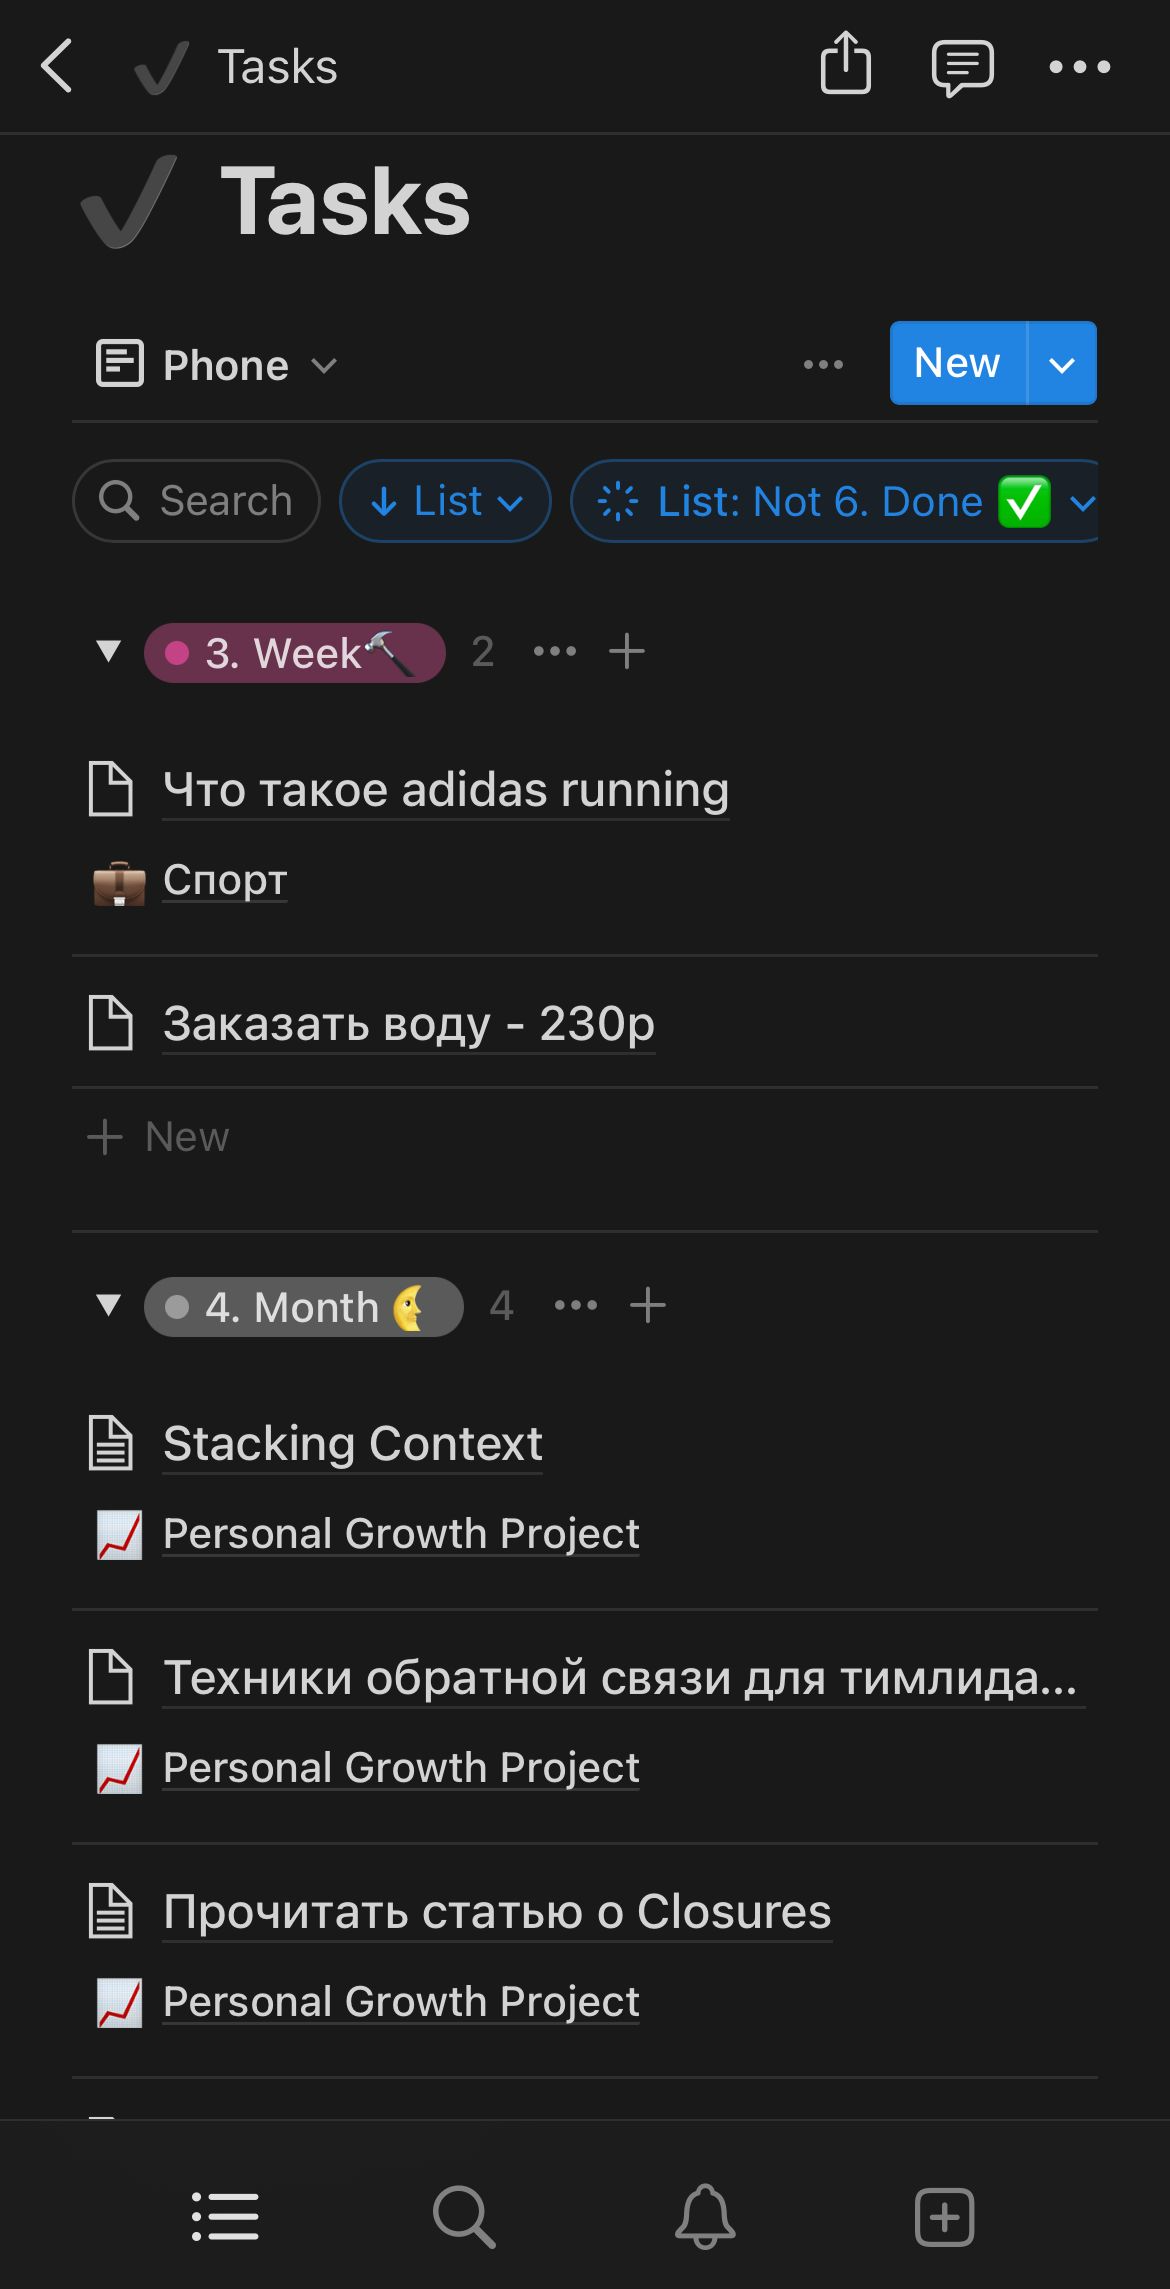 Tasks
Tasks
Phone
New
Search
List
List: Not 6. Done ✅
3. Week🔨 2
Что такое adidas running
Спорт
Заказать воду - 230р
New
4. Month🌜 4
Stacking Context
Personal Growth Project
Техники обратной связи для тимлида...
Personal Growth Project
Прочитать статью о Closures
Personal Growth Project